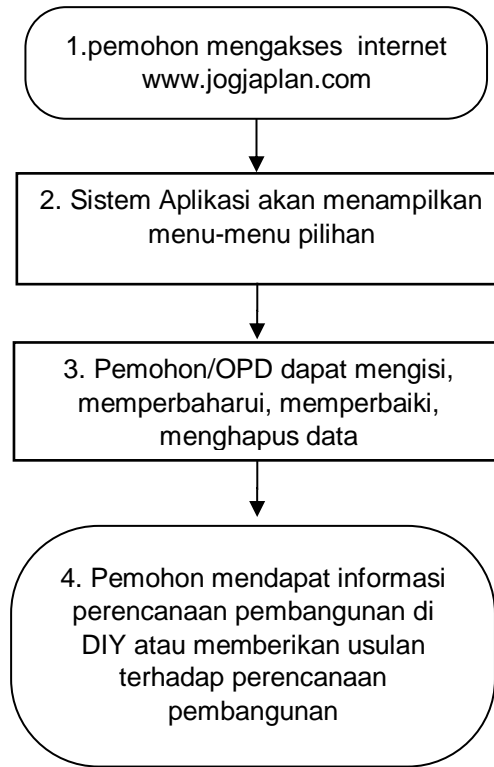 1.pemohon mengakses  internet
www.jogjaplan.com
2. Sistem Aplikasi akan menampilkan
menu-menu pilihan
3. Pemohon/OPD dapat mengisi,
memperbaharui, memperbaiki,
menghapus data
4. Pemohon mendapat informasi
perencanaan pembangunan di
DIY atau memberikan usulan
terhadap perencanaan
pembangunan